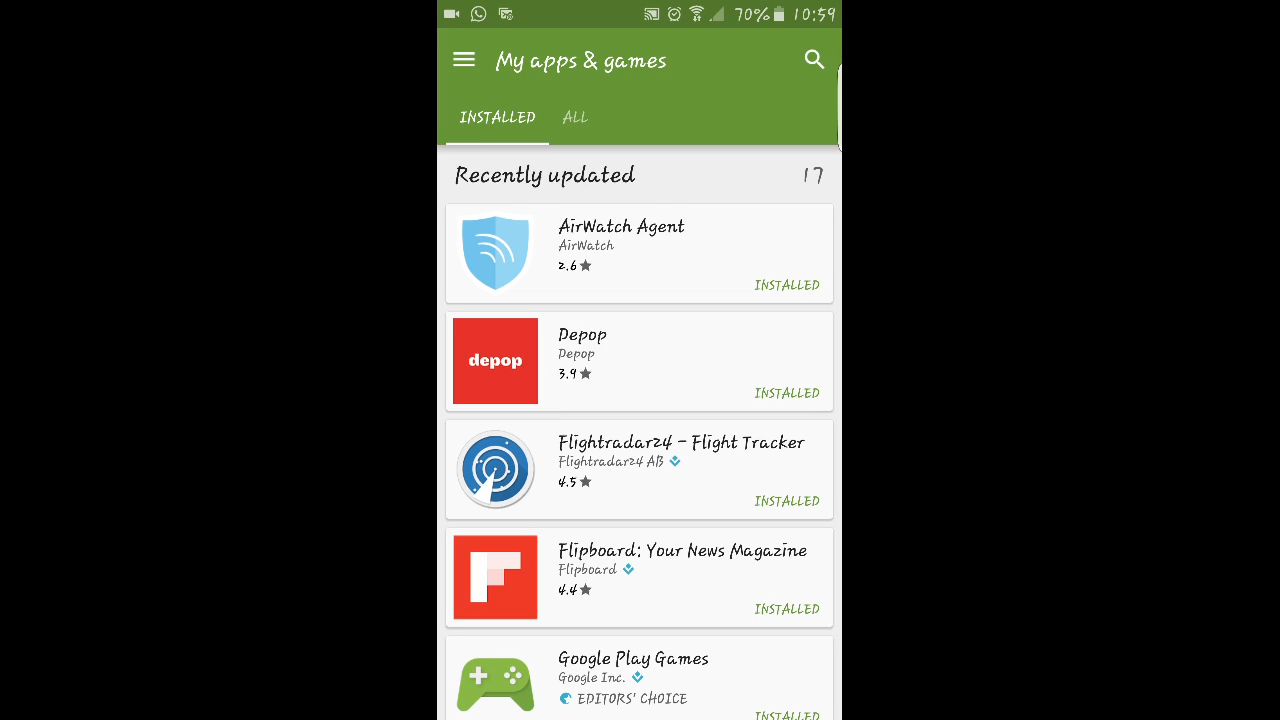 70% 10:59
My apps & games
INSTALLED ALL
Recently updated 17
AirWatch Agent
AirWatch
2.6
INSTALLED
depop
Depop
Depop
3.9
INSTALLED
Flightradar24 - Flight Tracker
Flightradar24 AB
4.5
INSTALLED
Flipboard: Your News Magazine
Flipboard
4.4
INSTALLED
Google Play Games
Google Inc.
EDITORS' CHOICE
INSTALLED